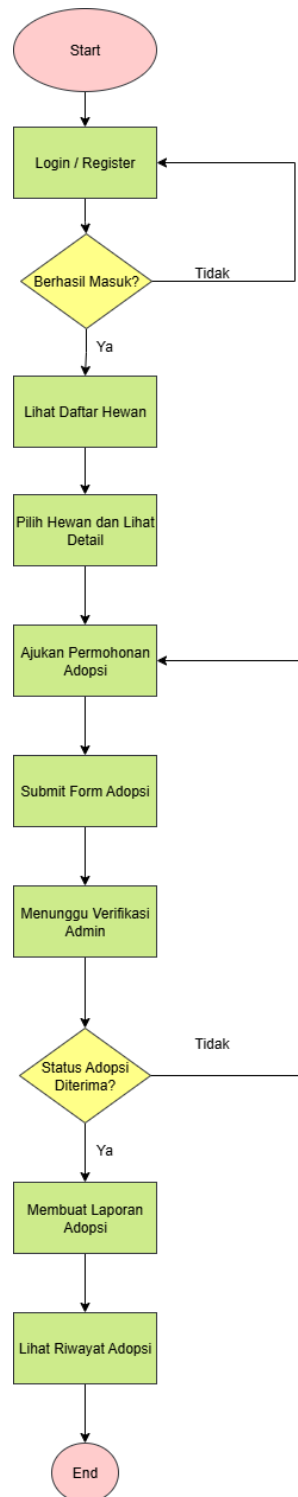 Start
Login / Register
Berhasil Masuk?
Tidak
Ya
Lihat Daftar Hewan
Pilih Hewan dan Lihat
Detail
Ajukan Permohonan
Adopsi
Submit Form Adopsi
Menunggu Verifikasi
Admin
Status Adopsi
Diterima?
Tidak
Ya
Membuat Laporan
Adopsi
Lihat Riwayat Adopsi
End